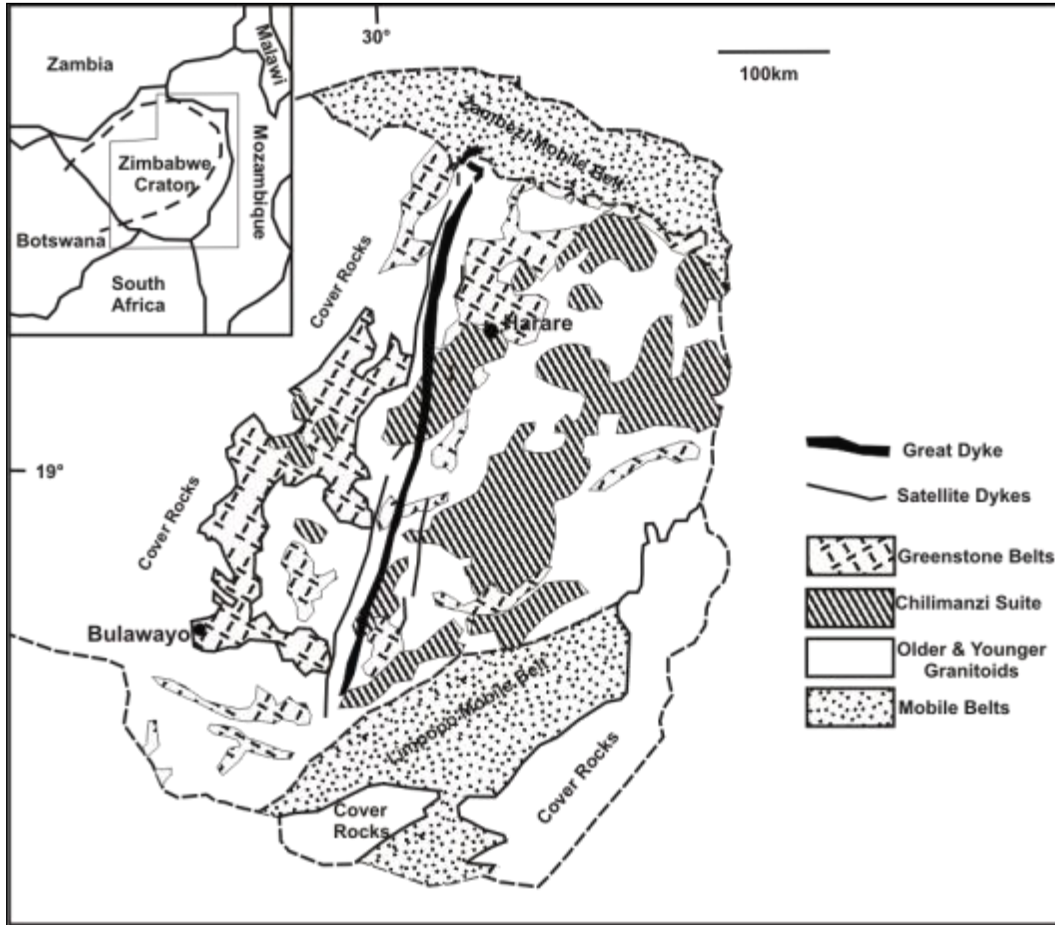 30°
Malawi
Zambia
100km
Zambezi Mobile Belt
Mozambique
Zimbabwe
Craton
Botswana
South
Africa
Cover Rocks
Harare
19°
Great Dyke
Cover Rocks
Satellite Dykes
Greenstone Belts
Chilimanzi Suite
Bulawayo
Older & Younger
Granitoids
Mobile Belts
Limpopo Mobile Belt
Cover Rocks
Cover
Rocks